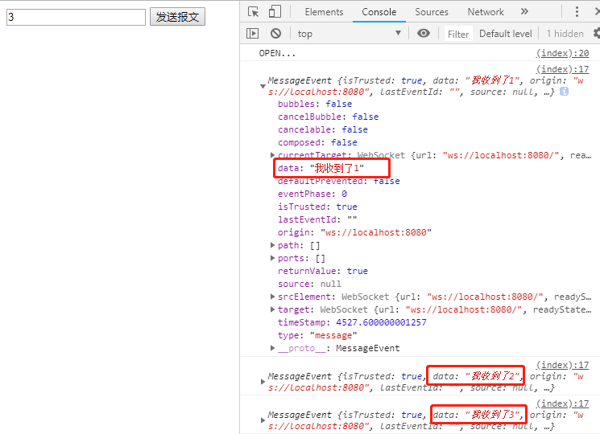 3 发送报文
Elements Console Sources Network »
top Filter Default level 1 hidden
OPEN... (index):20
(index):17
MessageEvent {isTrusted: true, data: "我收到了1", origin: "w
s://localhost:8080", lastEventId: "", source: null, …}
bubbles: false
cancelBubble: false
cancelable: false
composed: false
currentTarget: WebSocket {url: "ws://localhost:8080/", rea…
data: "我收到了1"
defaultPrevented: false
eventPhase: 0
isTrusted: true
lastEventId: ""
origin: "ws://localhost:8080"
path: []
ports: []
returnValue: true
source: null
srcElement: WebSocket {url: "ws://localhost:8080/", readyS…
target: WebSocket {url: "ws://localhost:8080/", readyState…
timeStamp: 4527.600000001257
type: "message"
__proto__: MessageEvent
(index):17
MessageEvent {isTrusted: true, data: "我收到了2", origin: "w
s://localhost:8080", lastEventId: "", source: null, …}
(index):17
MessageEvent {isTrusted: true, data: "我收到了3", origin: "w
s://localhost:8080", lastEventId: "", source: null, …}